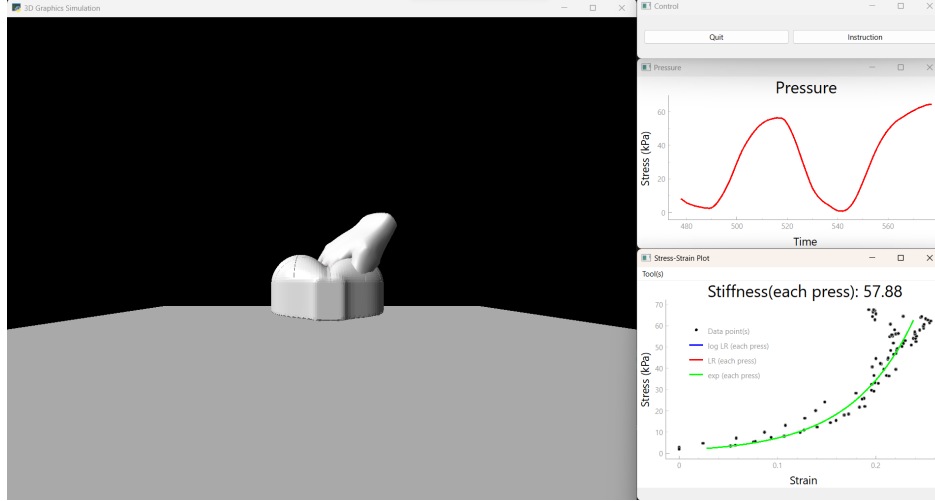 3D Graphics Simulation
Control
Quit
Instruction
Pressure
Pressure
60
40
20
0
Stress (kPa)
480
500
520
540
560
Time
Stress-Strain Plot
Tool(s)
Stiffness(each press): 57.88
70
60
50
40
30
20
10
0
Stress (kPa)
Data point(s)
log LR (each press)
LR (each press)
exp (each press)
0
0.1
0.2
Strain